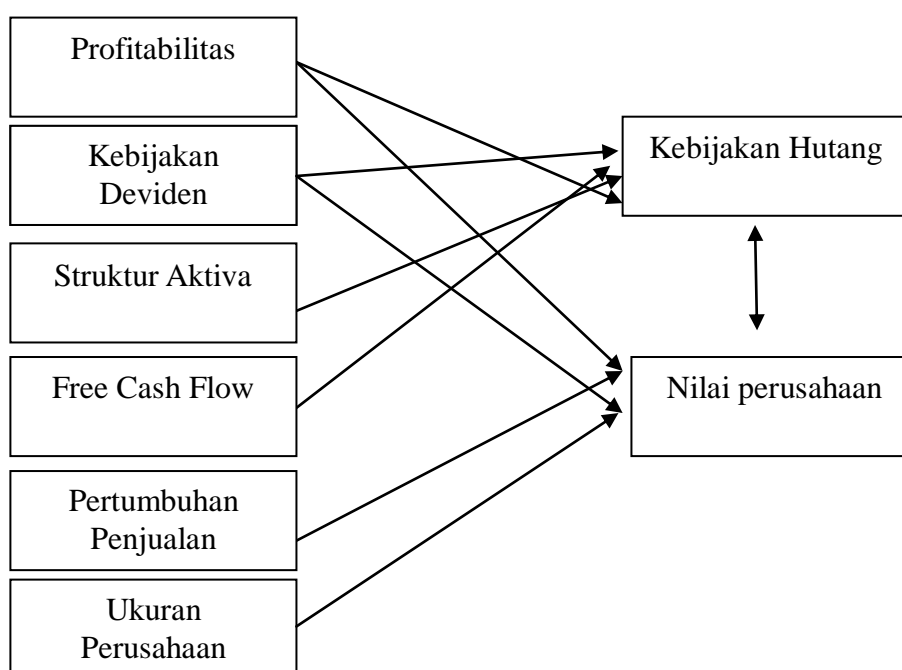 Profitabilitas
Kebijakan
Deviden
Struktur Aktiva
Free Cash Flow
Pertumbuhan
Penjualan
Ukuran
Perusahaan
Kebijakan Hutang
Nilai perusahaan